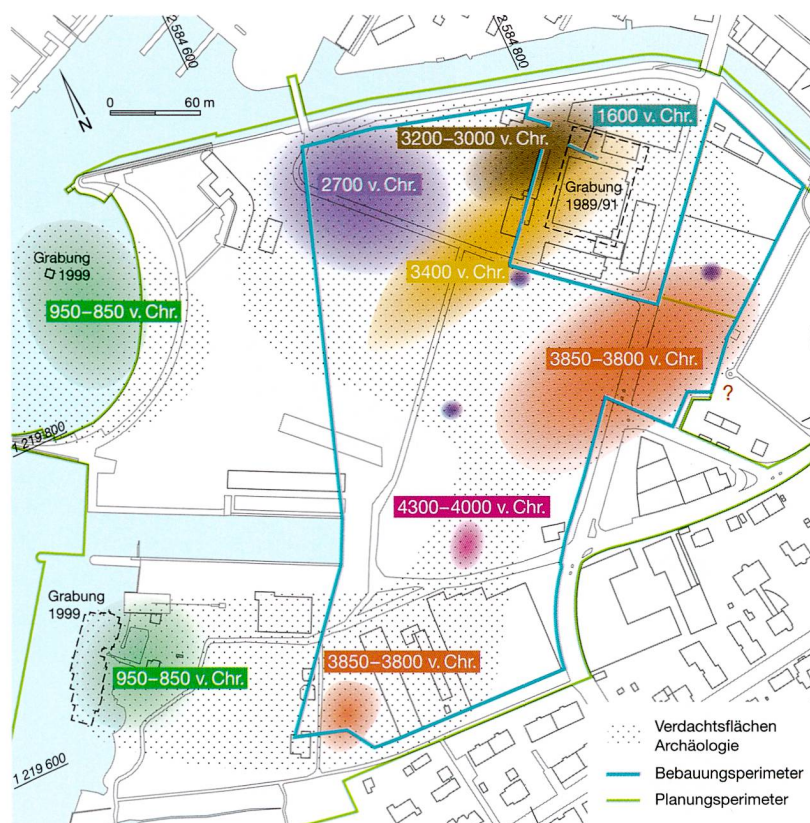 2 584 600
2 584 800
N
0 60 m
3200–3000 v. Chr.
1600 v. Chr.
2700 v. Chr.
Grabung
1989/91
Grabung
1999
3400 v. Chr.
950–850 v. Chr.
3850–3800 v. Chr.
?
1 219 800
4300–4000 v. Chr.
Grabung
1999
950–850 v. Chr.
3850–3800 v. Chr.
1 219 600
Verdachtsflächen
Archäologie
Bebauungsperimeter
Planungsperimeter